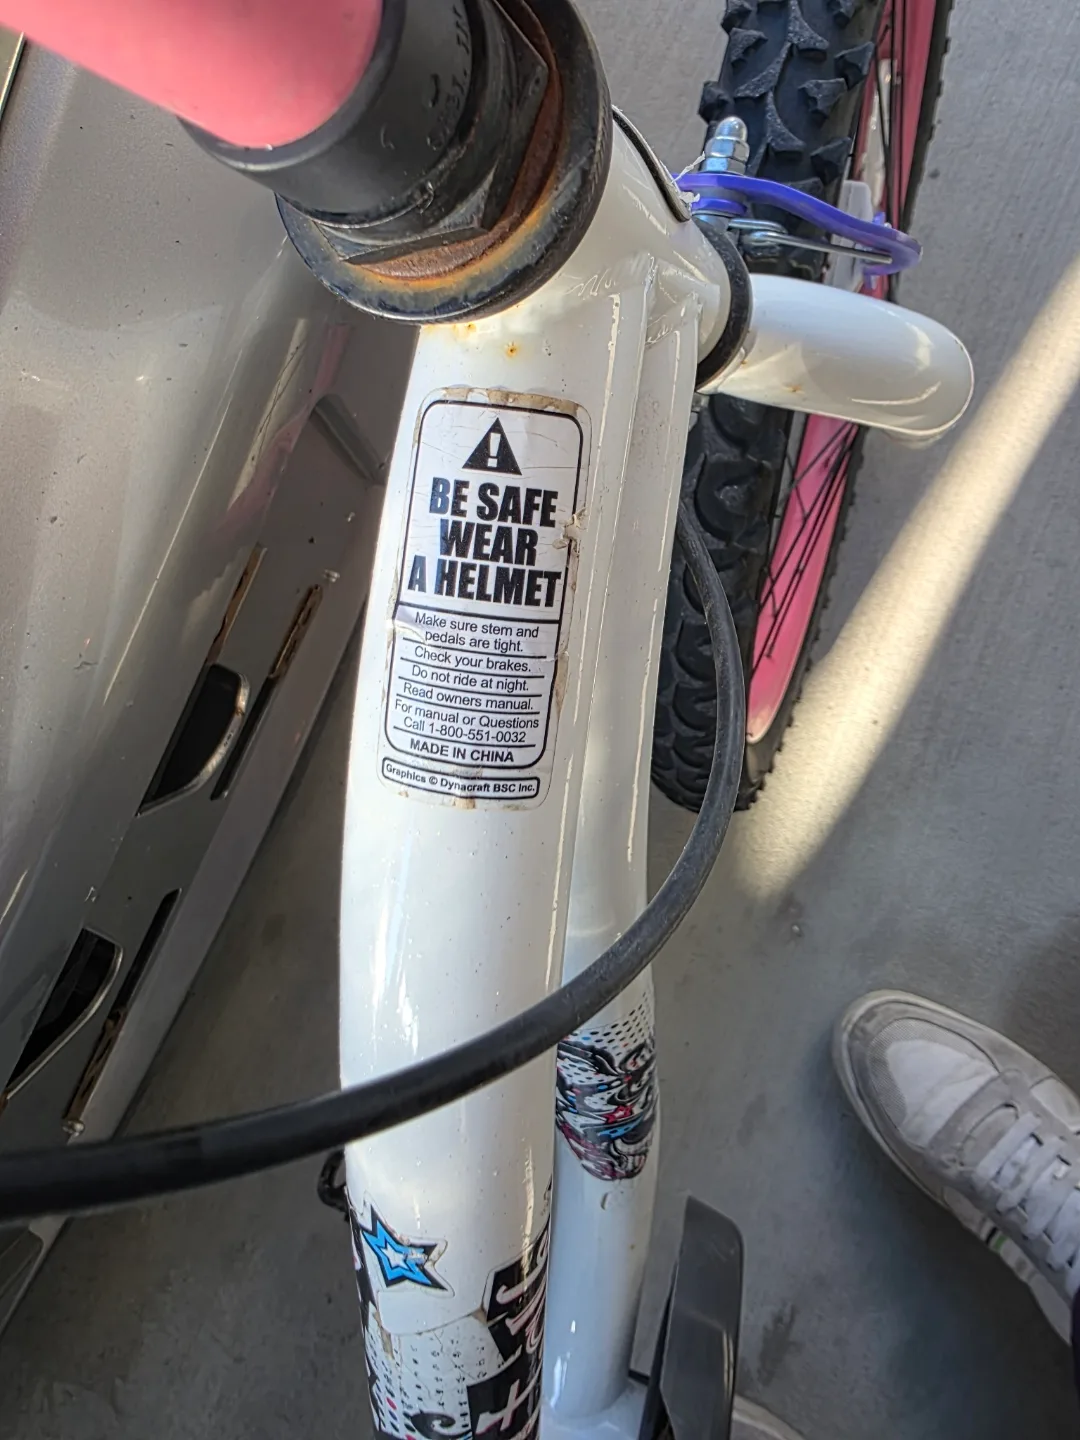 BE SAFE
WEAR
A HELMET
Make sure stem and
pedals are tight.
Check your brakes.
Do not ride at night.
Read owners manual.
For manual or Questions
Call 1-800-551-0032
MADE IN CHINA
Graphics © Dynacraft BSC Inc.